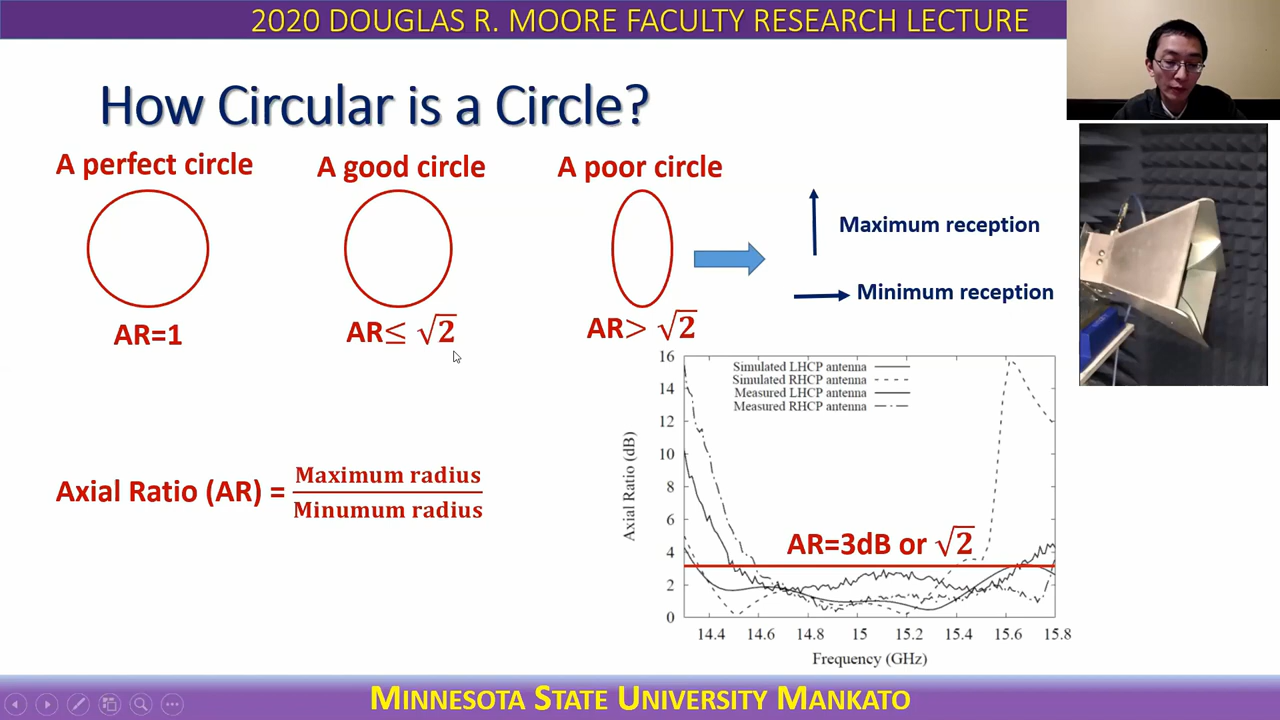 2020 DOUGLAS R. MOORE FACULTY RESEARCH LECTURE
How Circular is a Circle?
A perfect circle
A good circle
A poor circle
Maximum reception
Minimum reception
AR=1
AR≤ √2
AR> √2
Axial Ratio (AR) = Maximum radius
Minumum radius
Simulated LHCP antenna
Simulated RHCP antenna
Measured LHCP antenna
Measured RHCP antenna
AR=3dB or √2
Axial Ratio (dB)
16
14
12
10
8
6
4
2
0
14.4 14.6 14.8 15 15.2 15.4 15.6 15.8
Frequency (GHz)
MINNESOTA STATE UNIVERSITY MANKATO